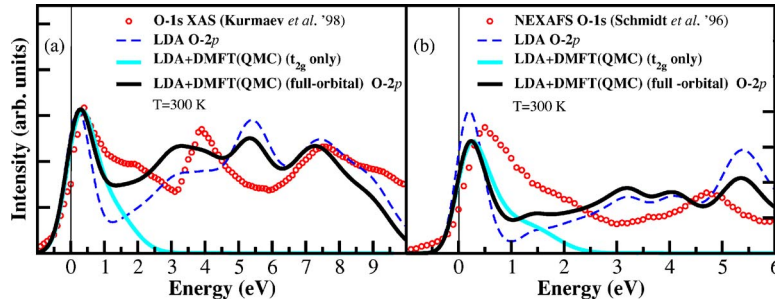 Intensity (arb. units)
(a)
O-1s XAS (Kurmaev et al. '98)
LDA O-2p
LDA+DMFT(QMC) (t2g only)
LDA+DMFT(QMC) (full-orbital) O-2p
T=300 K
0 1 2 3 4 5 6 7 8 9
Energy (eV)
(b)
NEXAFS O-1s (Schmidt et al. '96)
LDA O-2p
LDA+DMFT(QMC) (t2g only)
LDA+DMFT(QMC) (full -orbital) O-2p
T=300 K
0 1 2 3 4 5 6
Energy (eV)